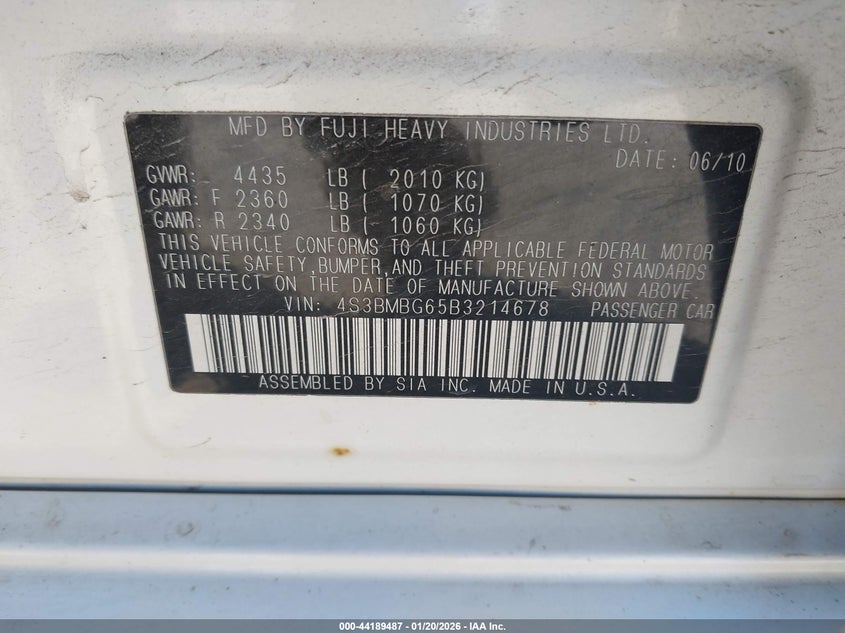 MFD BY FUJI HEAVY INDUSTRIES LTD.
DATE: 06/10
GVWR: 4435 LB ( 2010 KG)
GAWR: F 2360 LB ( 1070 KG)
GAWR: R 2340 LB ( 1060 KG)
THIS VEHICLE CONFORMS TO ALL APPLICABLE FEDERAL MOTOR
VEHICLE SAFETY,BUMPER,AND THEFT PREVENTION STANDARDS
IN EFFECT ON THE DATE OF MANUFACTURE SHOWN ABOVE.
VIN: 4S3BMBG65B3214678 PASSENGER CAR
ASSEMBLED BY SIA INC. MADE IN U.S.A.
000-44189487 - 01/20/2026 - IAA Inc.